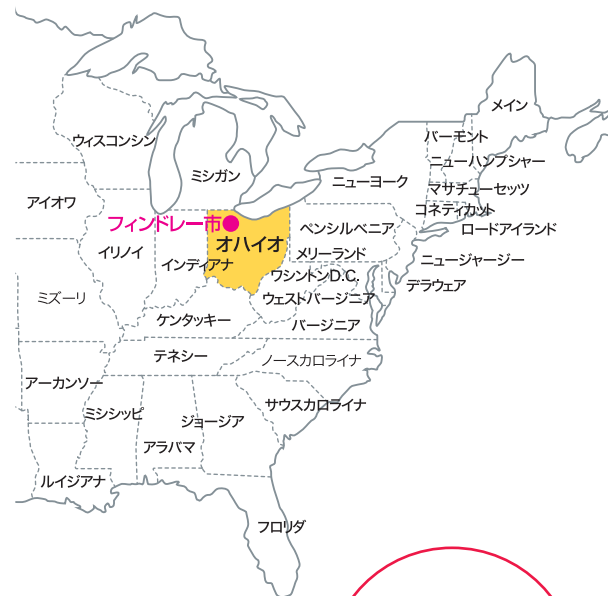 メイン
バーモント
ウィスコンシン
ニューハンプシャー
ミシガン
ニューヨーク
マサチューセッツ
アイオワ
コネティカット
フィンドレー市
ペンシルベニア
ロードアイランド
オハイオ
イリノイ
メリーランド
ニュージャージー
インディアナ
ワシントンD.C.
デラウェア
ミズーリ
ウェストバージニア
ケンタッキー
バージニア
テネシー
ノースカロライナ
アーカンソー
サウスカロライナ
ミシシッピ
ジョージア
アラバマ
ルイジアナ
フロリダ